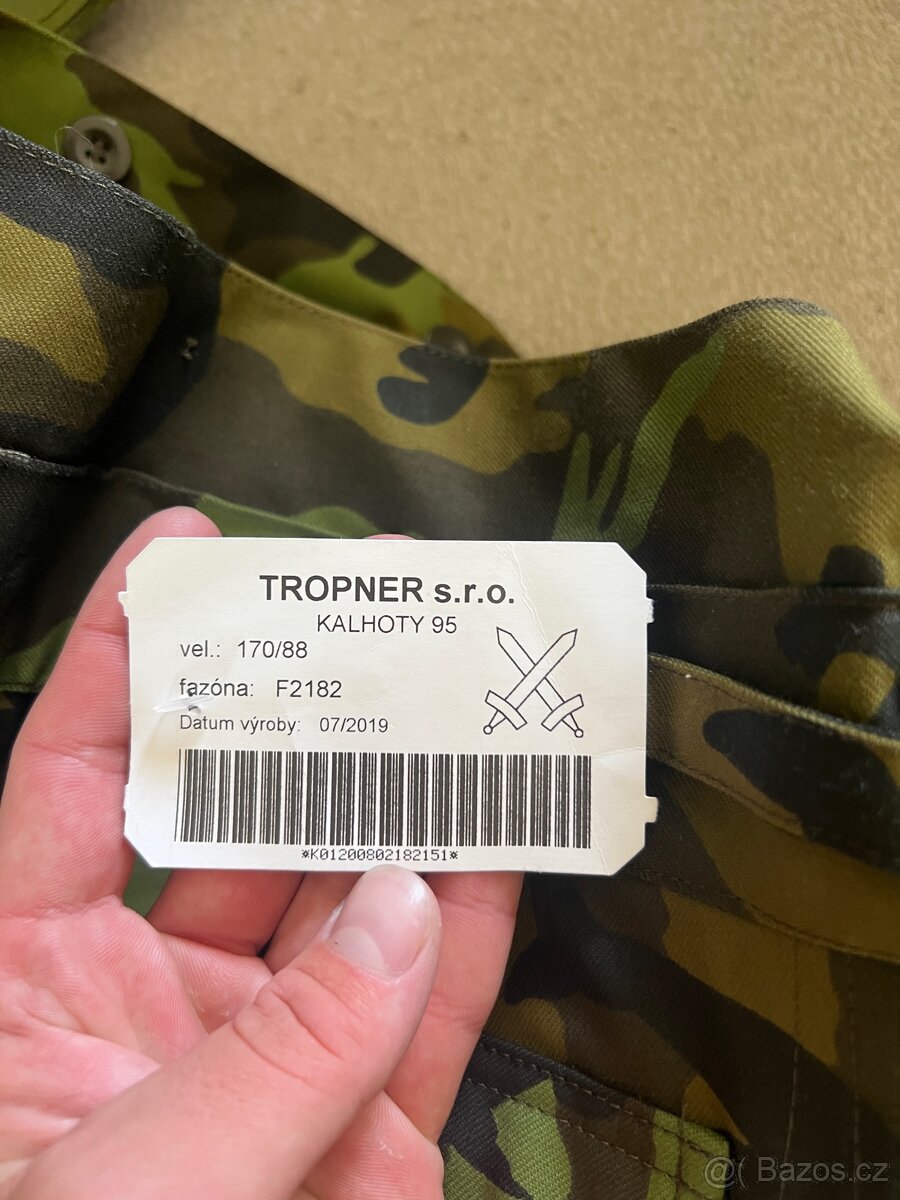 TROPNER s.r.o.
KALHOTY 95
vel.: 170/88
fazóna: F2182
Datum výroby: 07/2019
*K01200802182151*
@( Bazos.cz